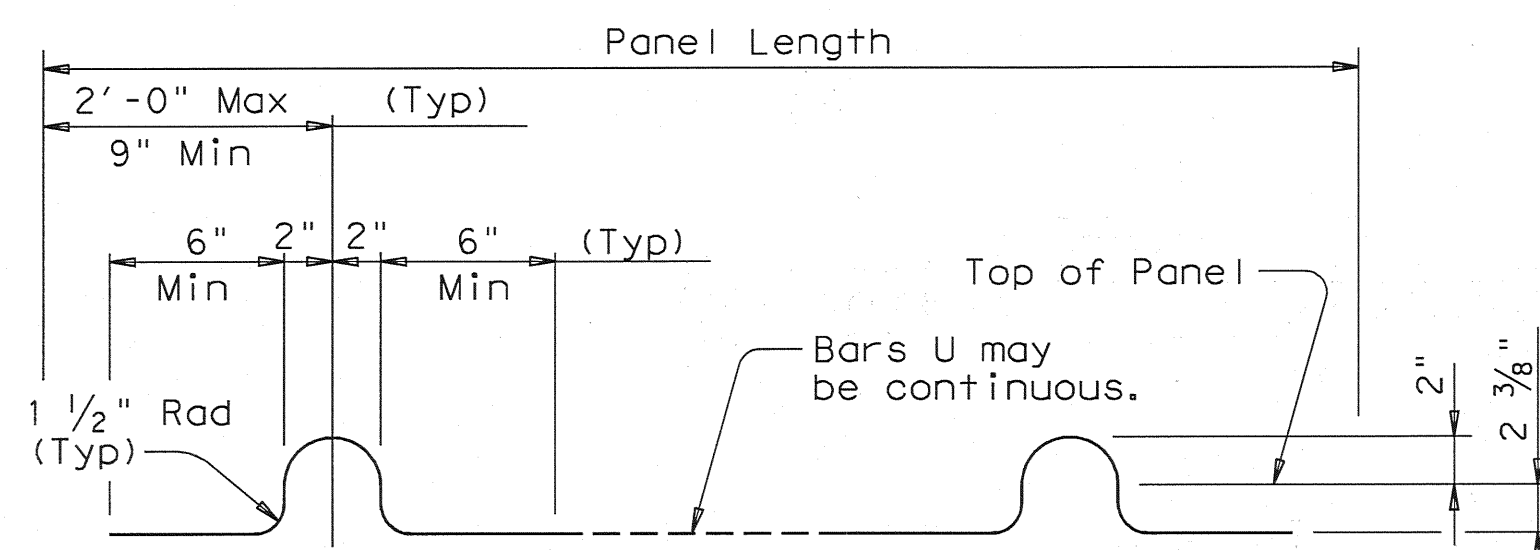 Panel Length
2'-0" Max (Typ)
9" Min
6" 2" 2" 6" (Typ)
Min Min
Top of Panel
Bars U may
be continuous.
1 1/2" Rad
(Typ)
2"
2 3/8"